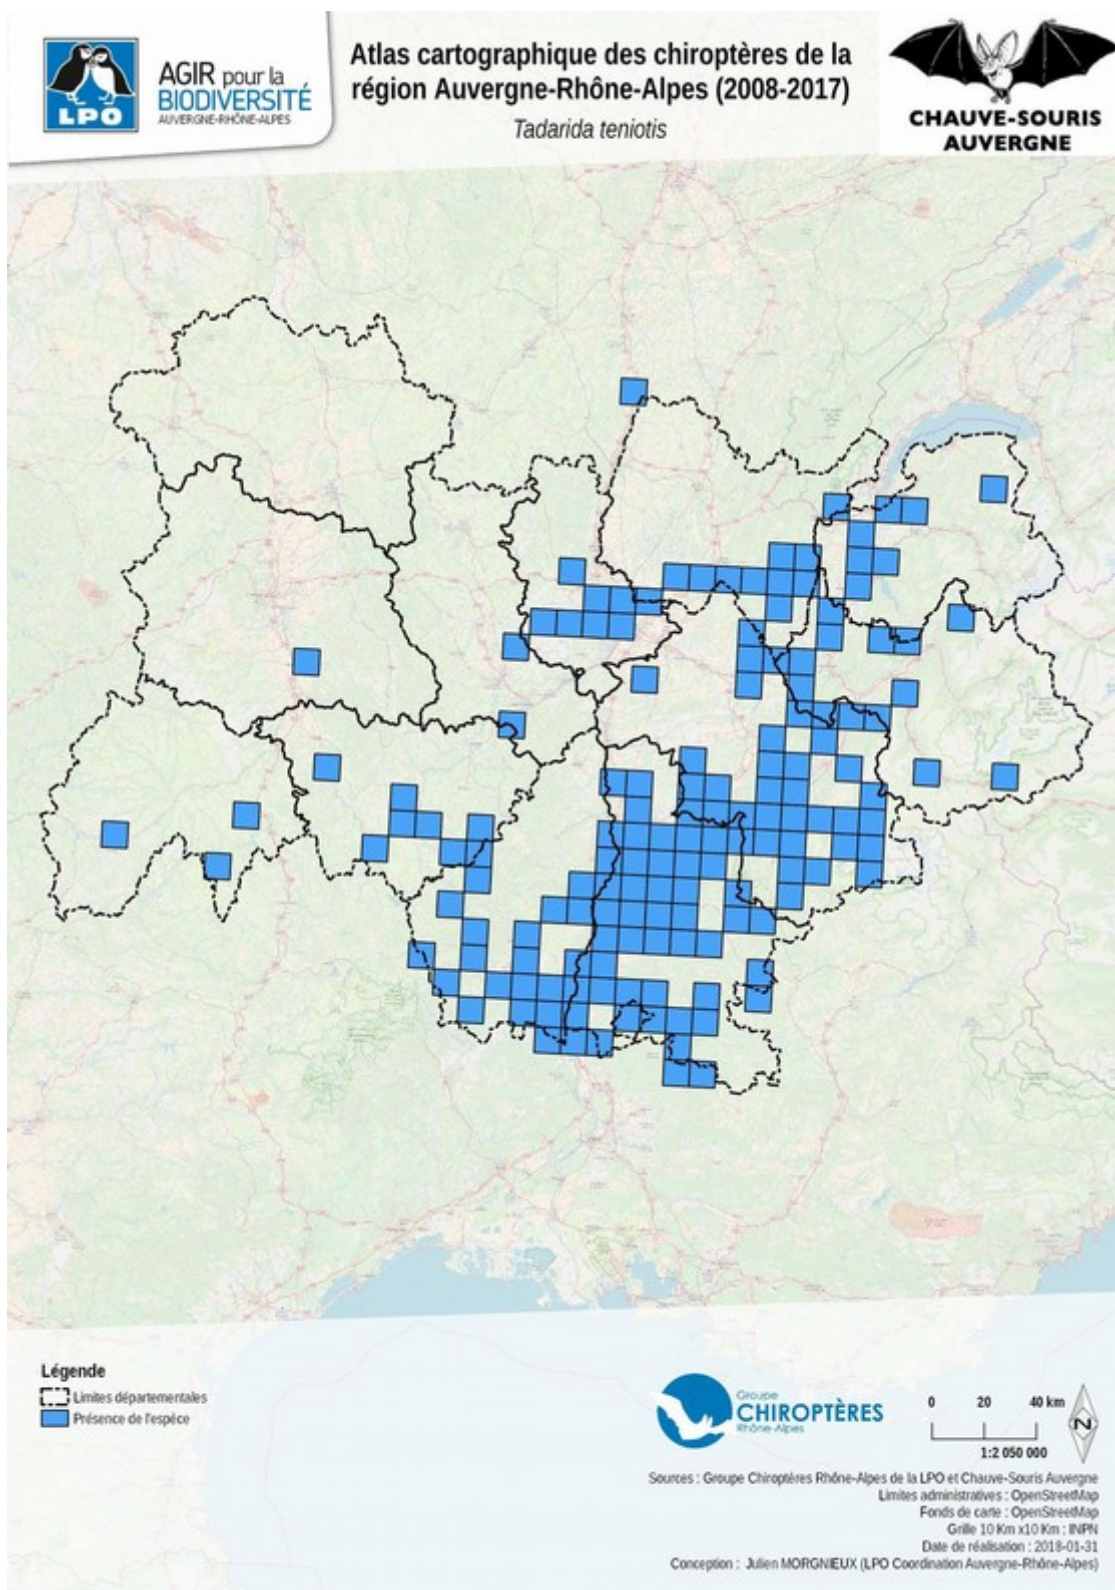 LPO
AGIR pour la
BIODIVERSITÉ
AUVERGNE-RHÔNE-ALPES
Atlas cartographique des chiroptères de la
région Auvergne-Rhône-Alpes (2008-2017)
Tadarida teniotis
CHAUVE-SOURIS
AUVERGNE
Légende
Limites départementales
Présence de l'espèce
Groupe
CHIROPTÈRES
Rhône-Alpes
0 20 40 km
1:2 050 000
N
Sources : Groupe Chiroptères Rhône-Alpes de la LPO et Chauve-Souris Auvergne
Limites administratives : OpenStreetMap
Fonds de carte : OpenStreetMap
Grille 10 Km x10 Km : INPN
Date de réalisation : 2018-01-31
Conception : Julien MORGNIEUX (LPO Coordination Auvergne-Rhône-Alpes)